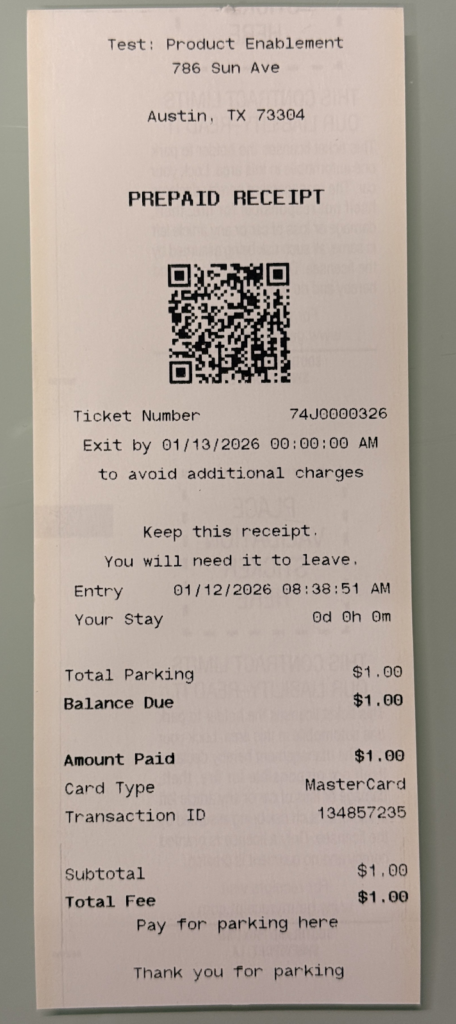 Test: Product Enablement
786 Sun Ave
Austin, TX 73304
PREPAID RECEIPT
Ticket Number 74J0000326
Exit by 01/13/2026 00:00:00 AM
to avoid additional charges
Keep this receipt.
You will need it to leave.
Entry 01/12/2026 08:38:51 AM
Your Stay 0d 0h 0m
Total Parking $1.00
Balance Due $1.00
Amount Paid $1.00
Card Type MasterCard
Transaction ID 134857235
Subtotal $1.00
Total Fee $1.00
Pay for parking here
Thank you for parking